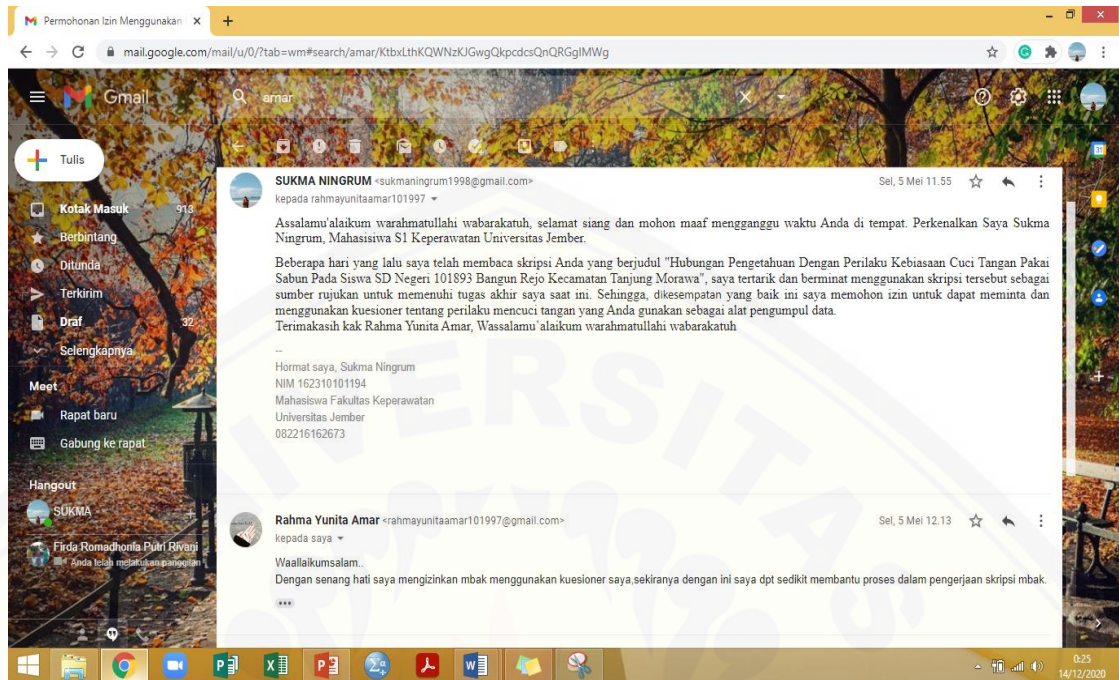 Permohonan Izin Menggunakan
mail.google.com/mail/u/0/?tab=wm#search/amar/KtbxLthKQWNzKJGwgQkpcdcsQnQRGglMWg
Gmail
amar
Tulis
Kotak Masuk 913
Berbintang
Ditunda
Terkirim
Draf 32
Selengkapnya
Meet
Rapat baru
Gabung ke rapat
Hangout
SUKMA
Firda Romadhonia Putri Rivani
Anda telah melakukan panggilan
SUKMA NINGRUM <sukmaningrum1998@gmail.com> Sel, 5 Mei 11.55
kepada rahmayunitaamar101997
Assalamu'alaikum warahmatullahi wabarakatuh, selamat siang dan mohon maaf mengganggu waktu Anda di tempat. Perkenalkan Saya Sukma
Ningrum, Mahasisiwa S1 Keperawatan Universitas Jember.
Beberapa hari yang lalu saya telah membaca skripsi Anda yang berjudul "Hubungan Pengetahuan Dengan Perilaku Kebiasaan Cuci Tangan Pakai
Sabun Pada Siswa SD Negeri 101893 Bangun Rejo Kecamatan Tanjung Morawa", saya tertarik dan berminat menggunakan skripsi tersebut sebagai
sumber rujukan untuk memenuhi tugas akhir saya saat ini. Sehingga, dikesempatan yang baik ini saya memohon izin untuk dapat meminta dan
menggunakan kuesioner tentang perilaku mencuci tangan yang Anda gunakan sebagai alat pengumpul data.
Terimakasih kak Rahma Yunita Amar, Wassalamu`alaikum warahmatullahi wabarakatuh
--
Hormat saya, Sukma Ningrum
NIM 162310101194
Mahasiswa Fakultas Keperawatan
Universitas Jember
082216162673
Rahma Yunita Amar <rahmayunitaamar101997@gmail.com> Sel, 5 Mei 12.13
kepada saya
Waallaikumsalam..
Dengan senang hati saya mengizinkan mbak menggunakan kuesioner saya,sekiranya dengan ini saya dpt sedikit membantu proses dalam pengerjaan skripsi mbak.
UNIVERSITAS
0:25
14/12/2020